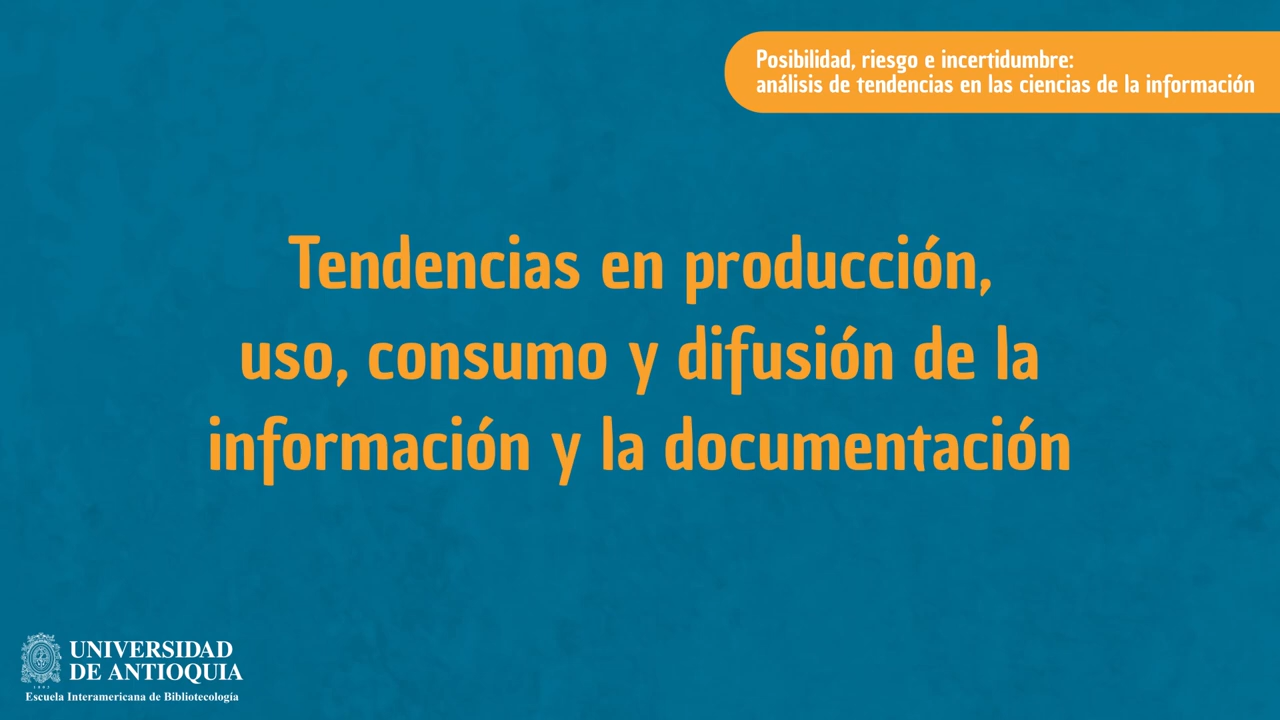 Posibilidad, riesgo e incertidumbre:
análisis de tendencias en las ciencias de la información
Tendencias en producción,
uso, consumo y difusión de la
información y la documentación
UNIVERSIDAD
DE ANTIOQUIA
1803
Escuela Interamericana de Bibliotecología